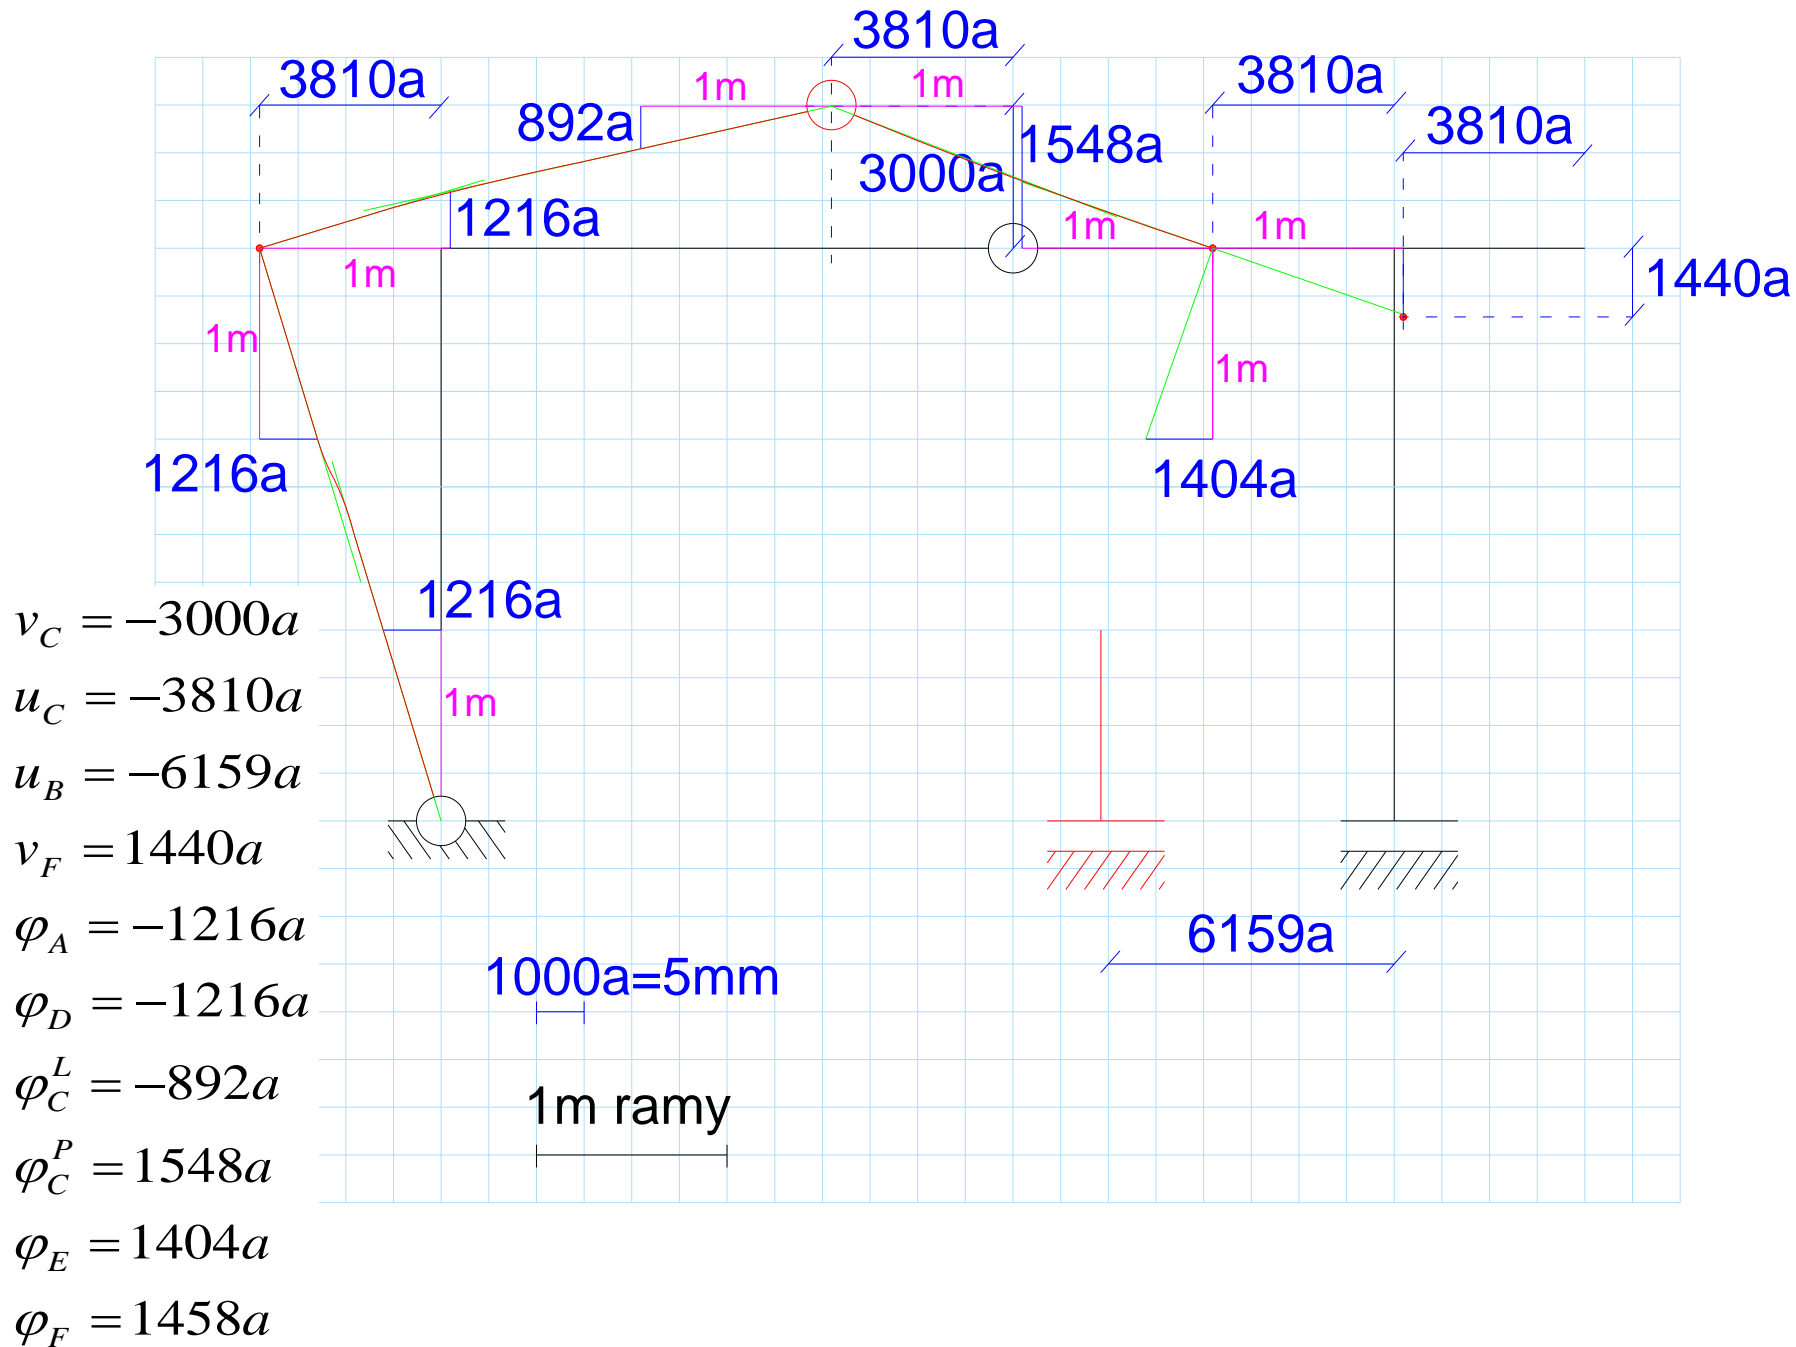 3810a
3810a
3810a
3810a
1m
1m
892a
1548a
3000a
1216a
1m
1m
1m
1m
1440a
1m
1216a
1404a
1216a
1m
v_C = −3000a
u_C = −3810a
u_B = −6159a
v_F = 1440a
φ_A = −1216a
φ_D = −1216a
φ_C^L = −892a
φ_C^P = 1548a
φ_E = 1404a
φ_F = 1458a
6159a
1000a=5mm
1m ramy